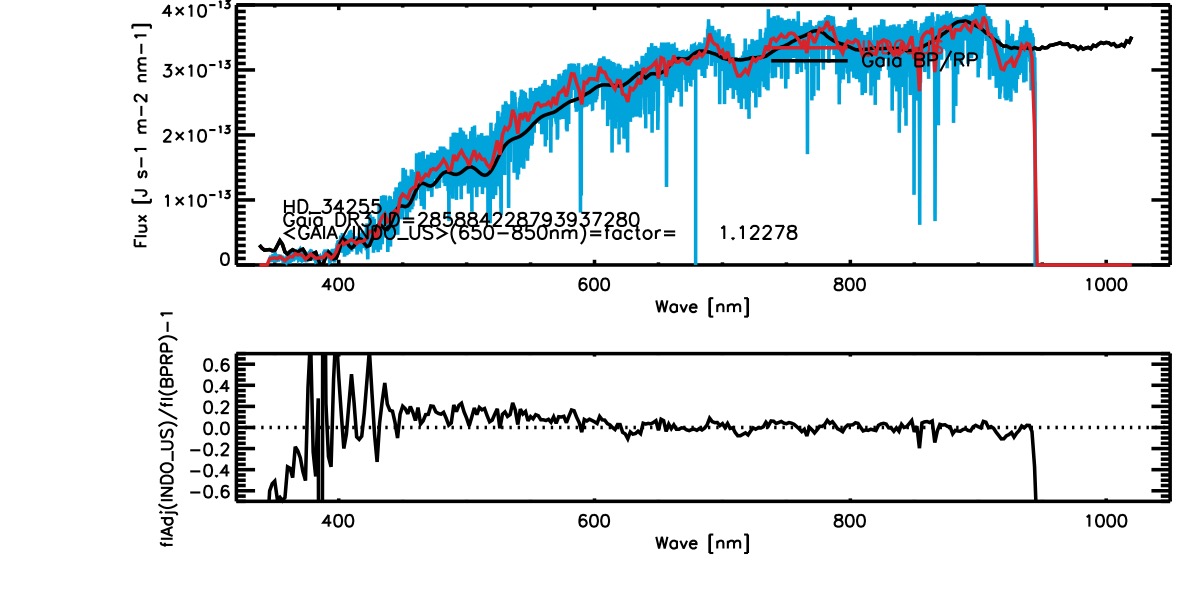 4×10−13
3×10−13
2×10−13
1×10−13
0
Flux [J s−1 m−2 nm−1]
Gaia BP/RP
HD_34255
Gaia DR3 ID=285884228793937280
<GAIA/INDO_US>(650−850nm)=factor= 1.12278
400 600 800 1000
Wave [nm]
flAdj(INDO_US)/fl(BPRP)−1
0.6
0.4
0.2
0.0
−0.2
−0.4
−0.6
400 600 800 1000
Wave [nm]